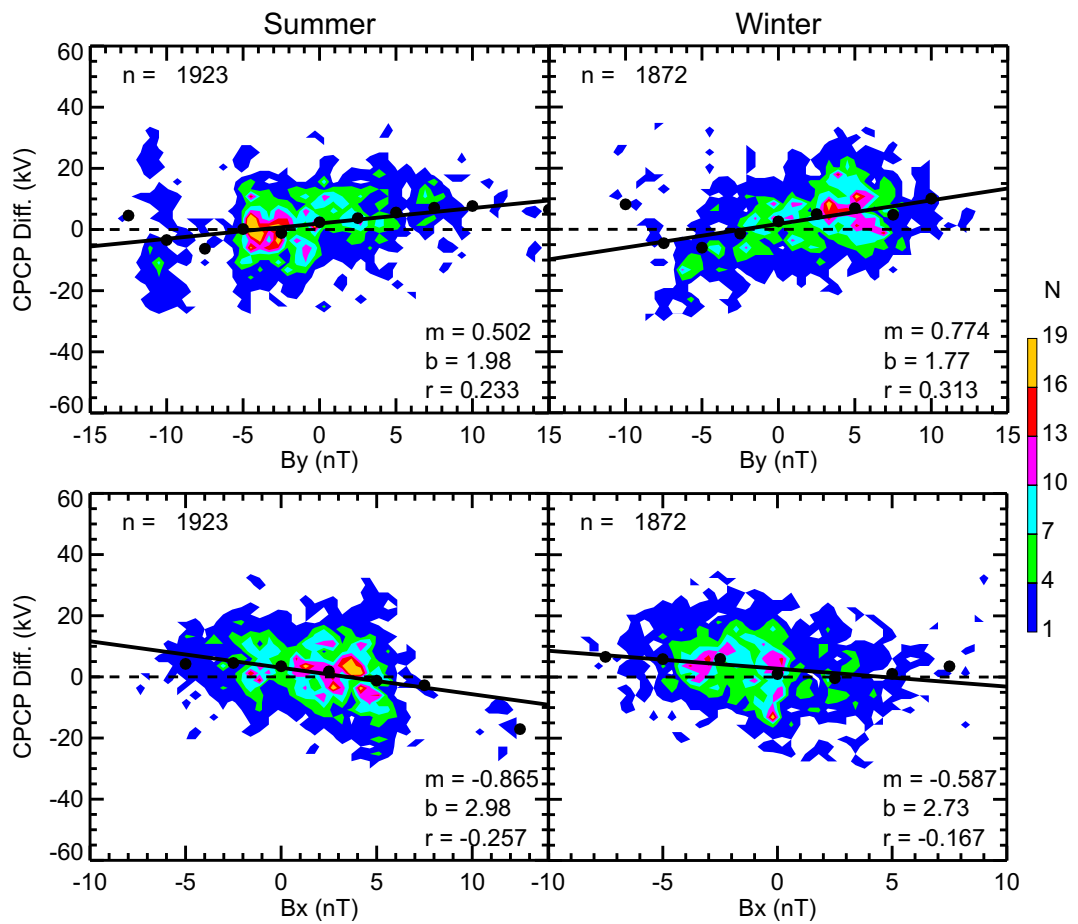 Summer
Winter
60
40
20
0
-20
-40
-60
CPCP Diff. (kV)
n = 1923
m = 0.502
b = 1.98
r = 0.233
-15
-10
-5
0
5
10
15
By (nT)
n = 1872
m = 0.774
b = 1.77
r = 0.313
-10
-5
0
5
10
15
By (nT)
N
19
16
13
10
7
4
1
60
40
20
0
-20
-40
-60
CPCP Diff. (kV)
n = 1923
m = -0.865
b = 2.98
r = -0.257
-10
-5
0
5
-10
Bx (nT)
n = 1872
m = -0.587
b = 2.73
r = -0.167
-5
0
5
10
Bx (nT)